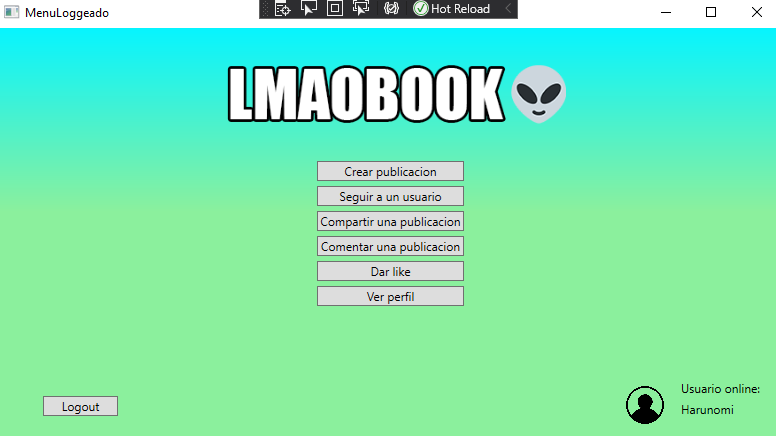 MenuLoggeado
Hot Reload
LMAOBOOK
Crear publicacion
Seguir a un usuario
Compartir una publicacion
Comentar una publicacion
Dar like
Ver perfil
Usuario online:
Harunomi
Logout